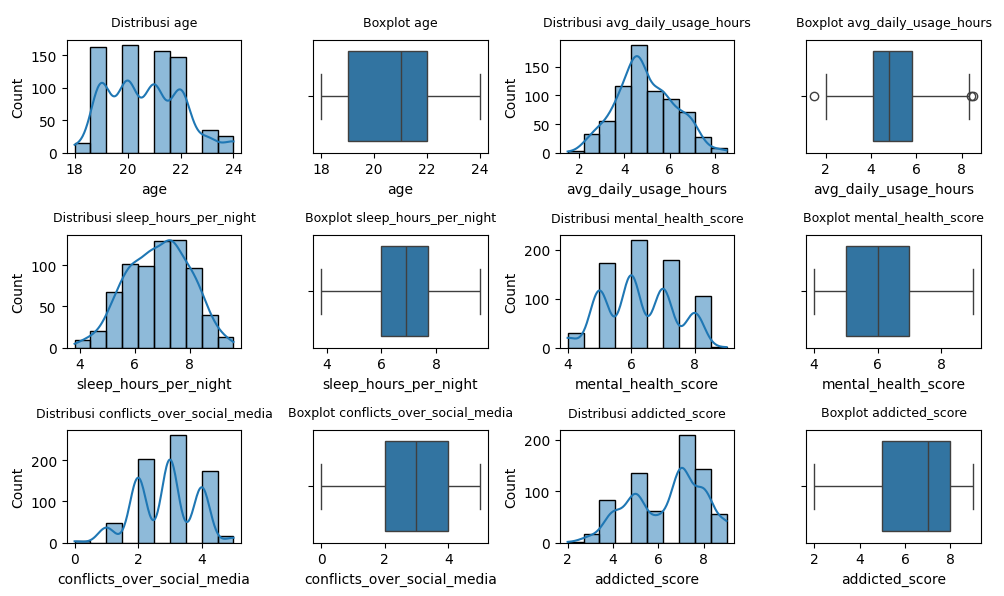 Distribusi age
Boxplot age
Distribusi avg_daily_usage_hours
Boxplot avg_daily_usage_hours
Count
150
100
50
0
18 20 22 24
age
18 20 22 24
age
Count
150
100
50
0
2 4 6 8
avg_daily_usage_hours
2 4 6 8
avg_daily_usage_hours
Distribusi sleep_hours_per_night
Boxplot sleep_hours_per_night
Distribusi mental_health_score
Boxplot mental_health_score
Count
100
50
0
4 6 8
sleep_hours_per_night
4 6 8
sleep_hours_per_night
Count
200
100
0
4 6 8
mental_health_score
4 6 8
mental_health_score
Distribusi conflicts_over_social_media
Boxplot conflicts_over_social_media
Distribusi addicted_score
Boxplot addicted_score
Count
200
100
0
0 2 4
conflicts_over_social_media
0 2 4
conflicts_over_social_media
Count
200
100
0
2 4 6 8
addicted_score
2 4 6 8
addicted_score